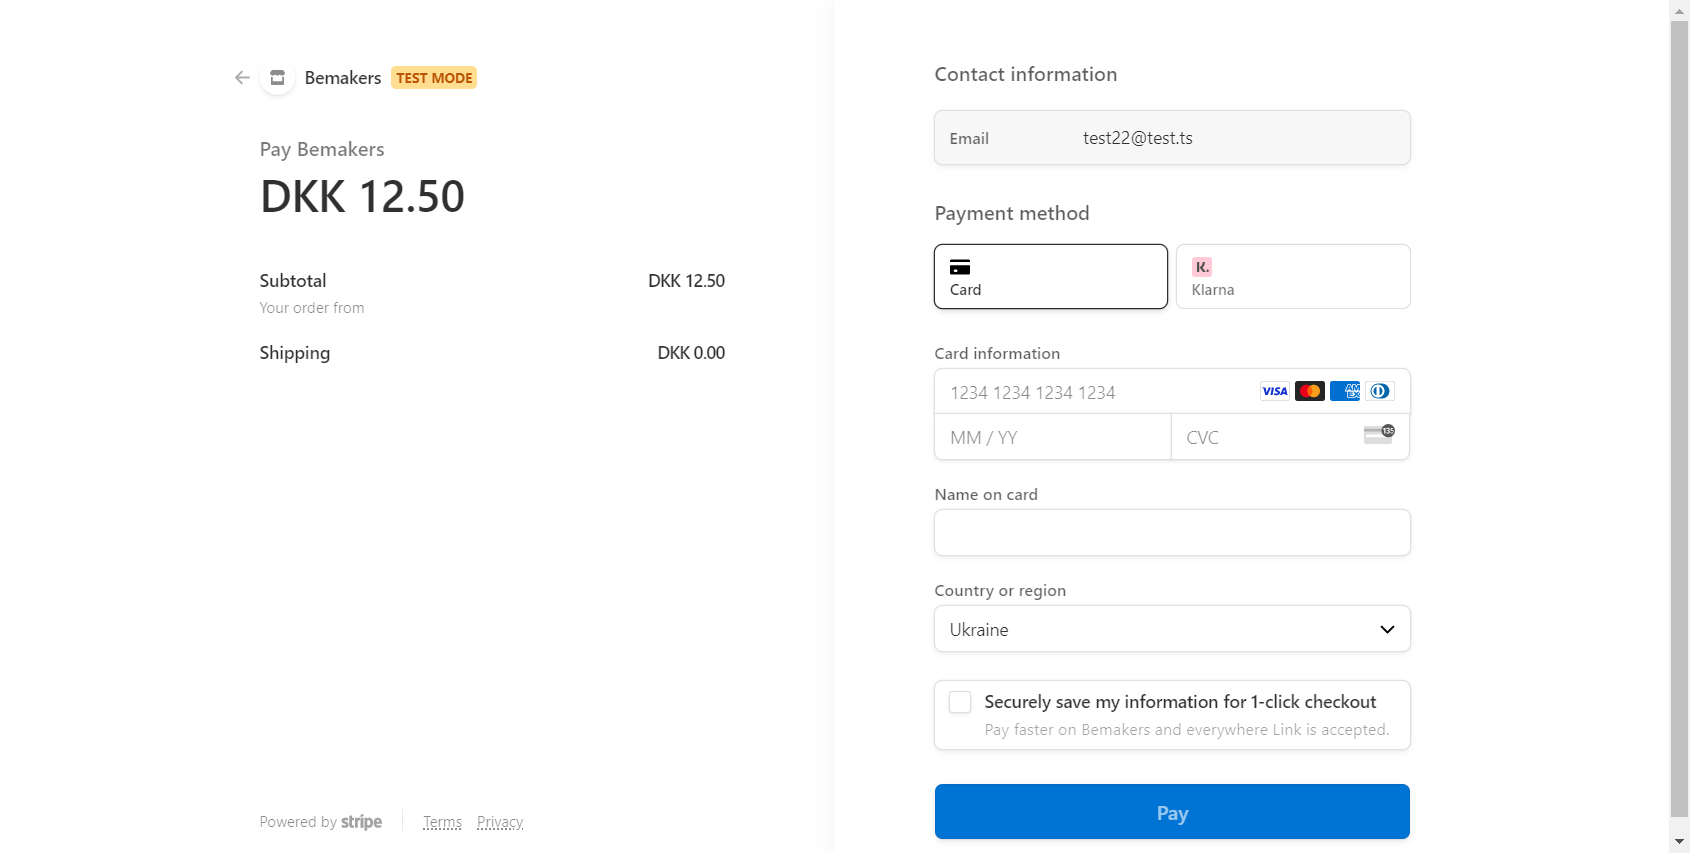 Bemakers TEST MODE
Pay Bemakers
DKK 12.50
Subtotal DKK 12.50
Your order from
Shipping DKK 0.00
Powered by stripe Terms Privacy
Contact information
Email test22@test.ts
Payment method
K.
Card Klarna
Card information
1234 1234 1234 1234 VISA AM EX
MM / YY CVC 135
Name on card
Country or region
Ukraine
Securely save my information for 1-click checkout
Pay faster on Bemakers and everywhere Link is accepted.
Pay